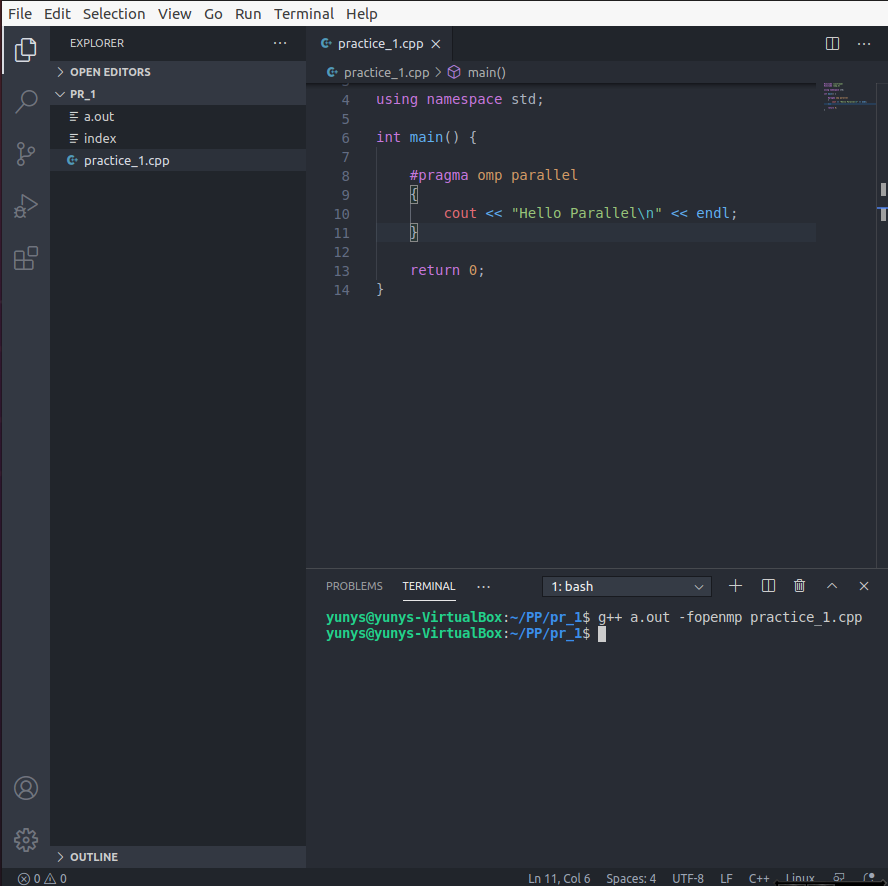 File Edit Selection View Go Run Terminal Help
EXPLORER ···
OPEN EDITORS
PR_1
a.out
index
practice_1.cpp
OUTLINE
practice_1.cpp
practice_1.cpp > main()
4 using namespace std;
5
6 int main() {
7
8 #pragma omp parallel
9 {
10 cout << "Hello Parallel\n" << endl;
11 }
12
13 return 0;
14 }
PROBLEMS TERMINAL ··· 1: bash
yunys@yunys-VirtualBox:~/PP/pr_1$ g++ a.out -fopenmp practice_1.cpp
yunys@yunys-VirtualBox:~/PP/pr_1$
0 0 Ln 11, Col 6 Spaces: 4 UTF-8 LF C++ Linux